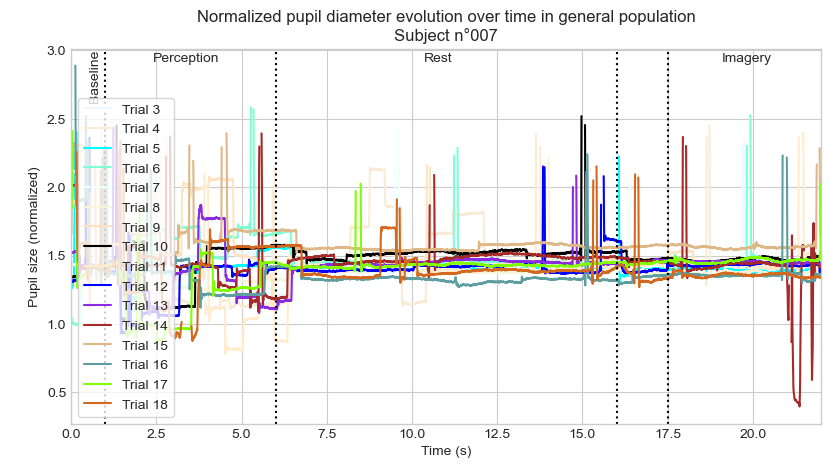 Normalized pupil diameter evolution over time in general population
Subject n°007
Baseline
Perception
Rest
Imagery
Pupil size (normalized)
3.0
2.5
2.0
1.5
1.0
0.5
Trial 3
Trial 4
Trial 5
Trial 6
Trial 7
Trial 8
Trial 9
Trial 10
Trial 11
Trial 12
Trial 13
Trial 14
Trial 15
Trial 16
Trial 17
Trial 18
0.0
2.5
5.0
7.5
10.0
12.5
15.0
17.5
20.0
Time (s)